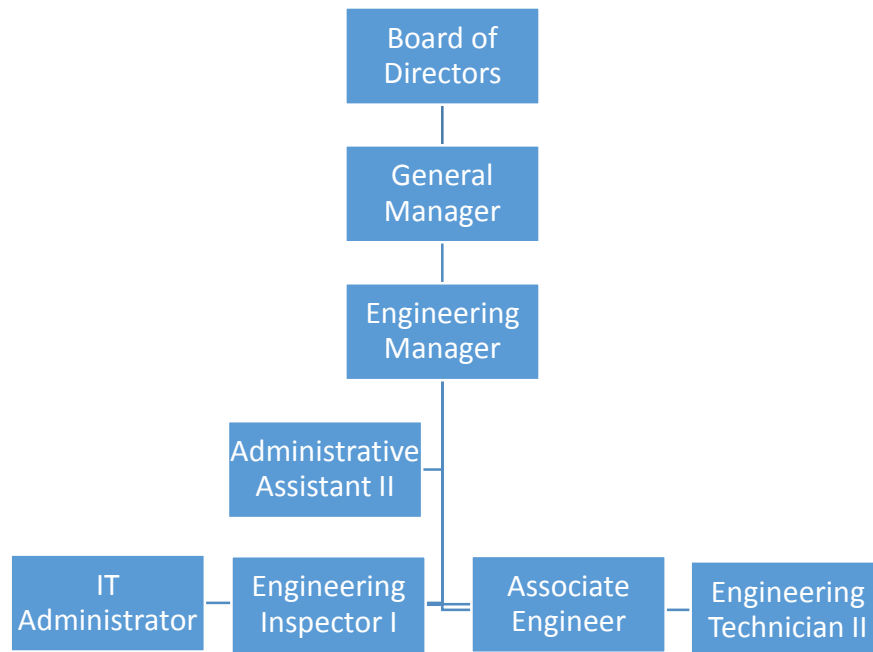 Board of
Directors
General
Manager
Engineering
Manager
Administrative
Assistant II
IT
Administrator
Engineering
Inspector I
Associate
Engineer
Engineering
Technician II